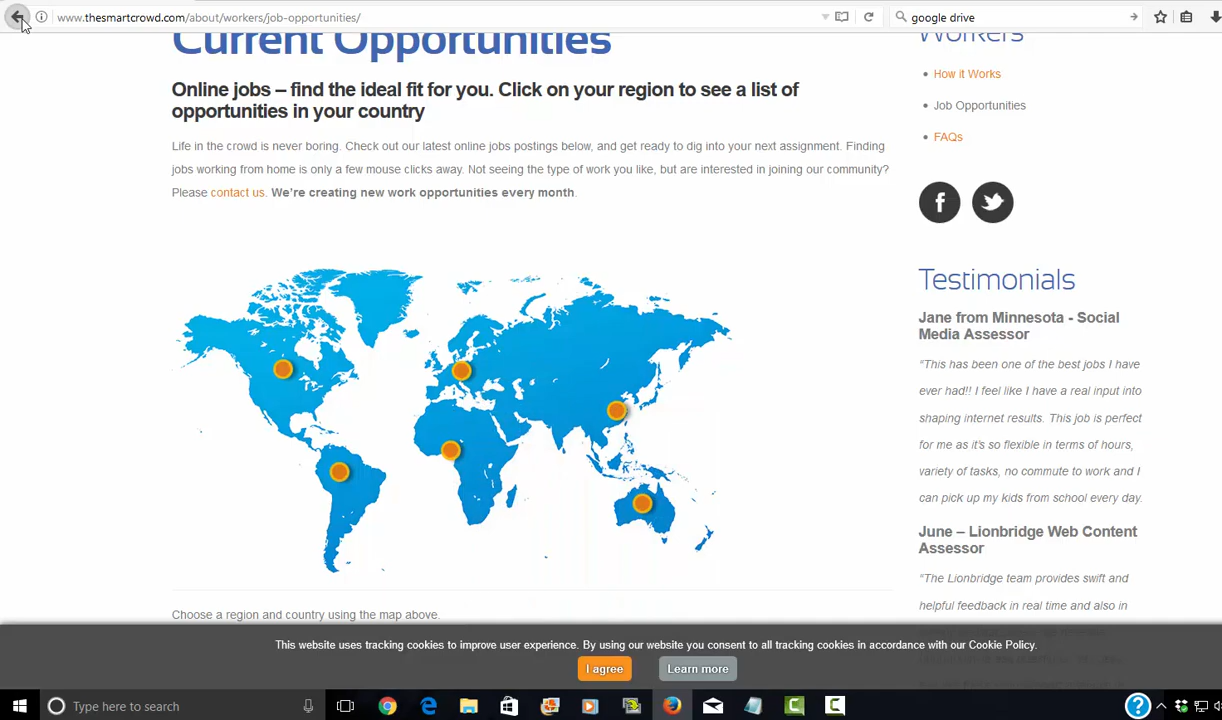 www.thesmartcrowd.com/about/workers/job-opportunities/
google drive
Current Opportunities
Online jobs – find the ideal fit for you. Click on your region to see a list of
opportunities in your country
Life in the crowd is never boring. Check out our latest online jobs postings below, and get ready to dig into your next assignment. Finding
jobs working from home is only a few mouse clicks away. Not seeing the type of work you like, but are interested in joining our community?
Please contact us. We're creating new work opportunities every month.
Choose a region and country using the map above.
Workers
How it Works
Job Opportunities
FAQs
Testimonials
Jane from Minnesota - Social
Media Assessor
“This has been one of the best jobs I have
ever had!! I feel like I have a real input into
shaping internet results. This job is perfect
for me as it's so flexible in terms of hours,
variety of tasks, no commute to work and I
can pick up my kids from school every day.
June – Lionbridge Web Content
Assessor
“The Lionbridge team provides swift and
helpful feedback in real time and also in
This website uses tracking cookies to improve user experience. By using our website you consent to all tracking cookies in accordance with our Cookie Policy.
I agree
Learn more
Type here to search